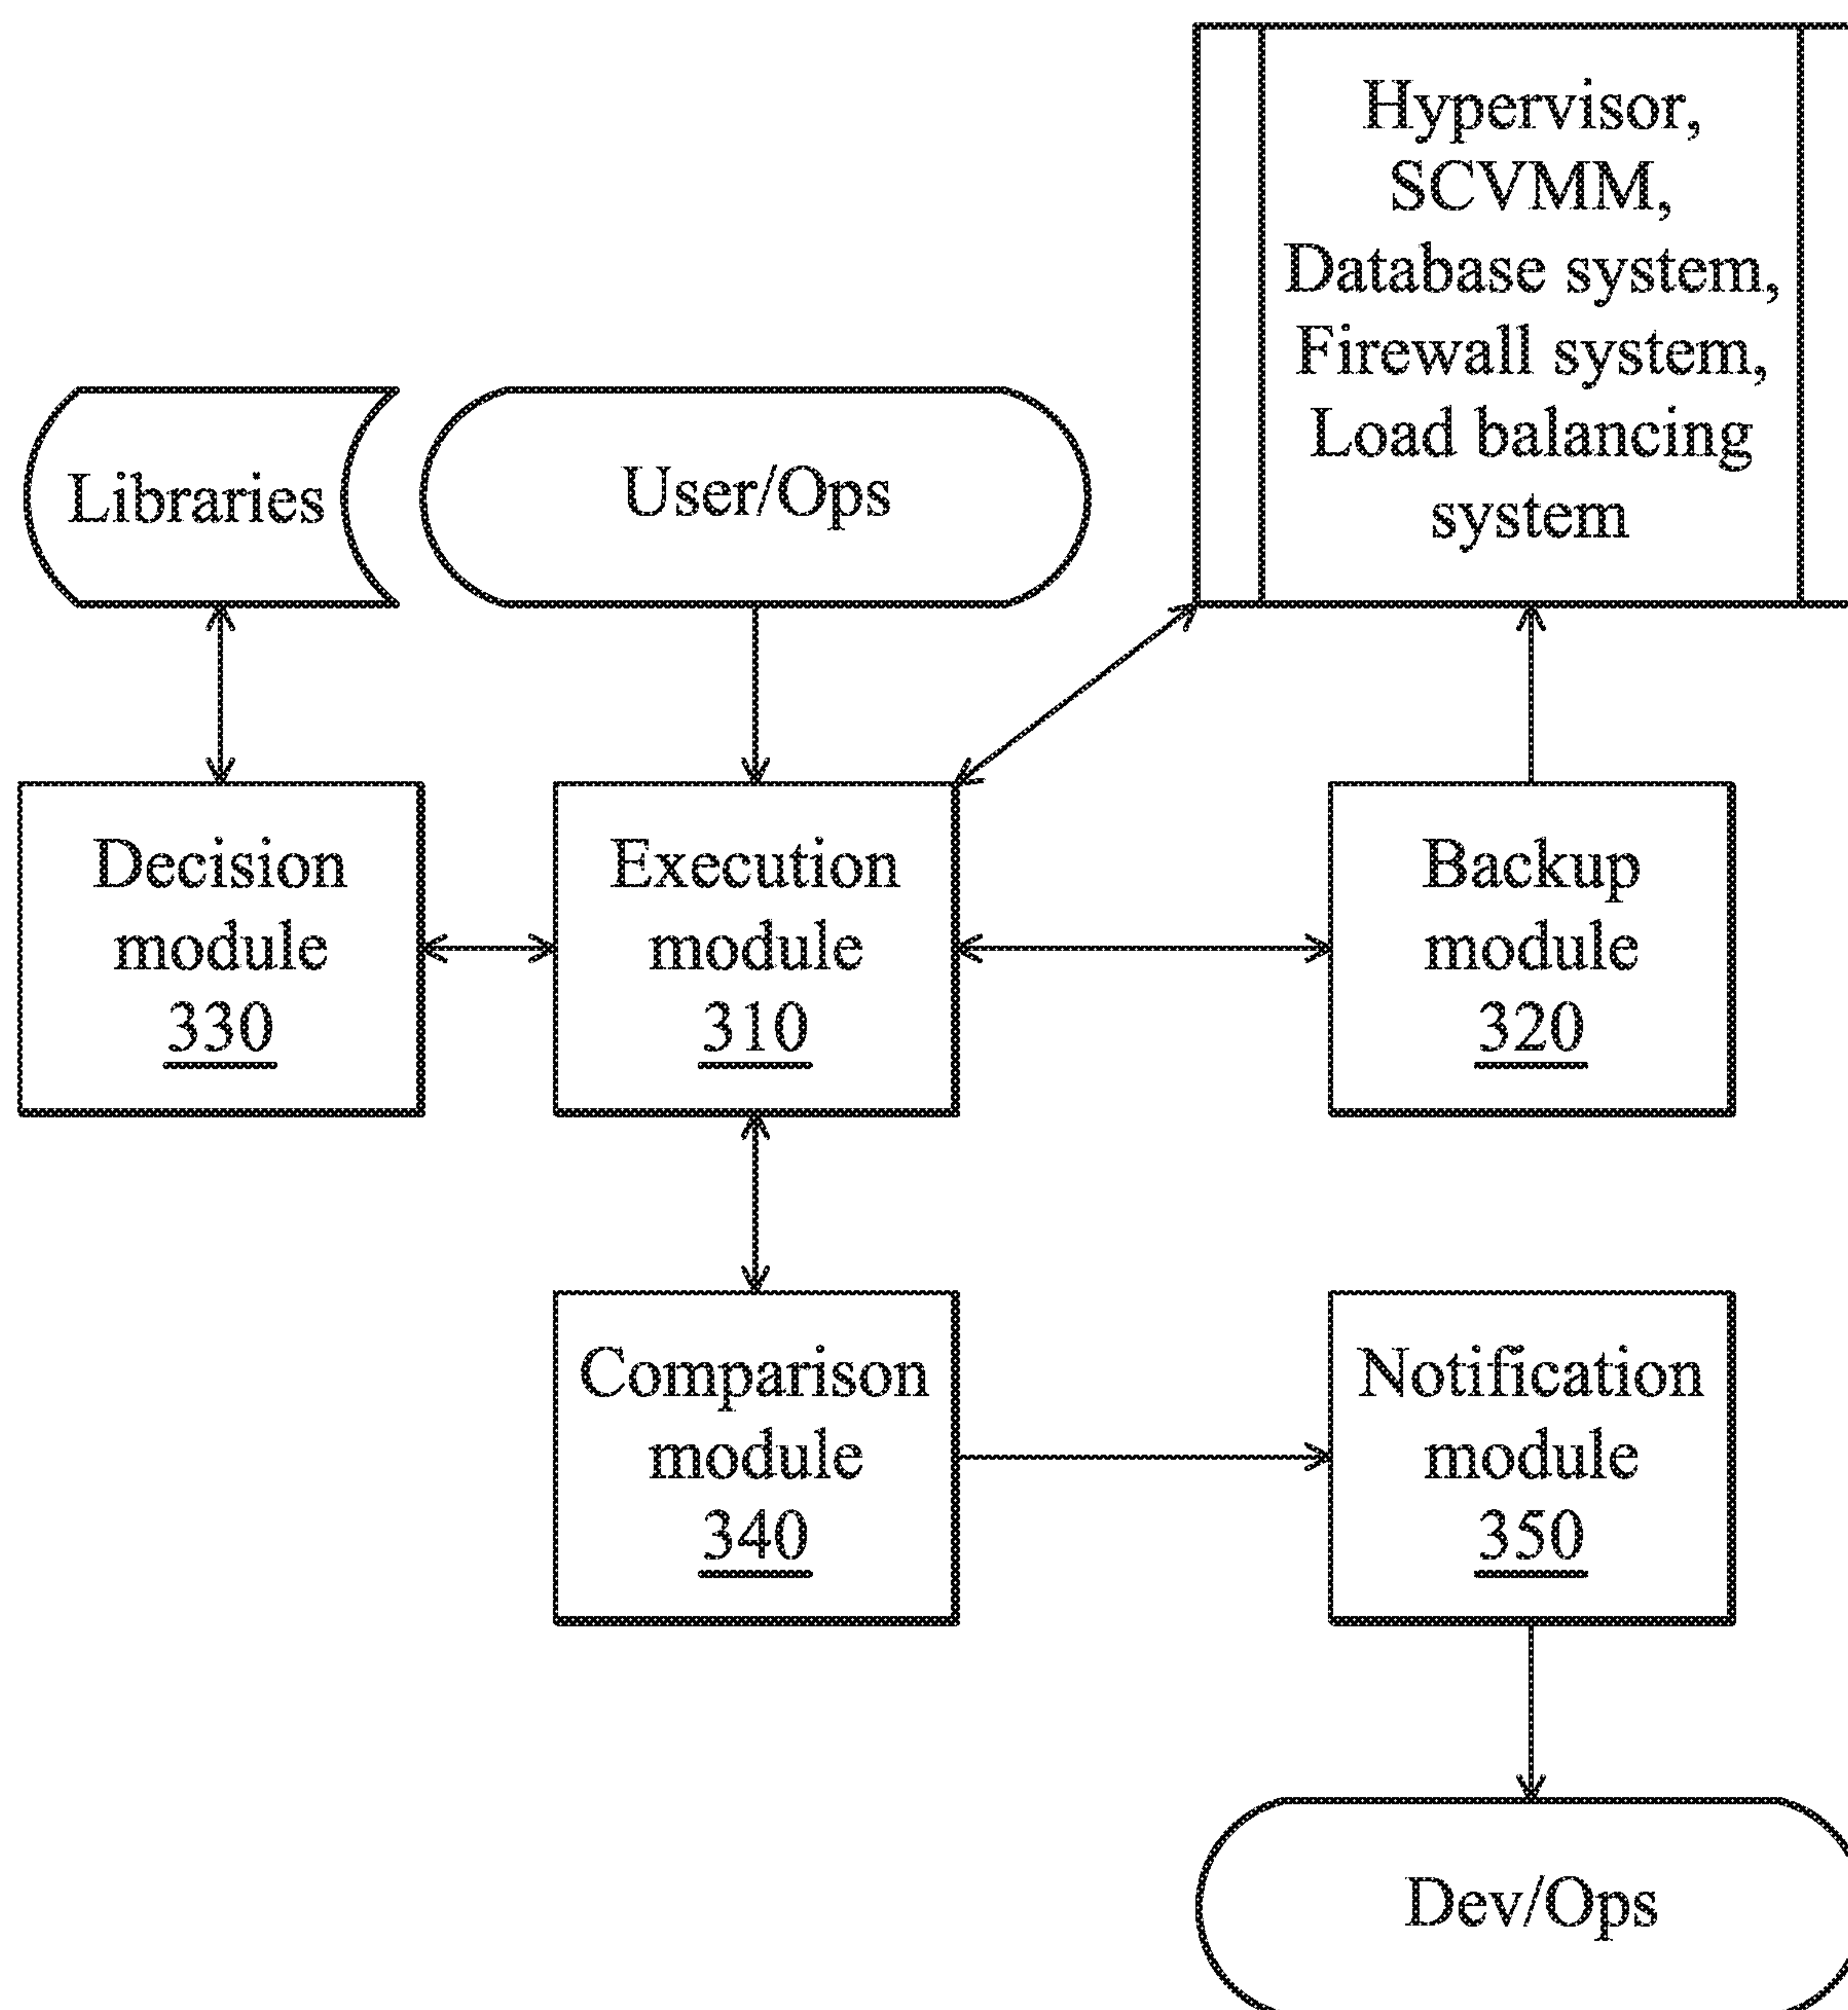 Hypervisor,
SCVMM,
Database system,
Firewall system,
Load balancing
system
Libraries
User/Ops
Decision
module
330
Execution
module
310
Backup
module
320
Comparison
module
340
Notification
module
350
Dev/Ops